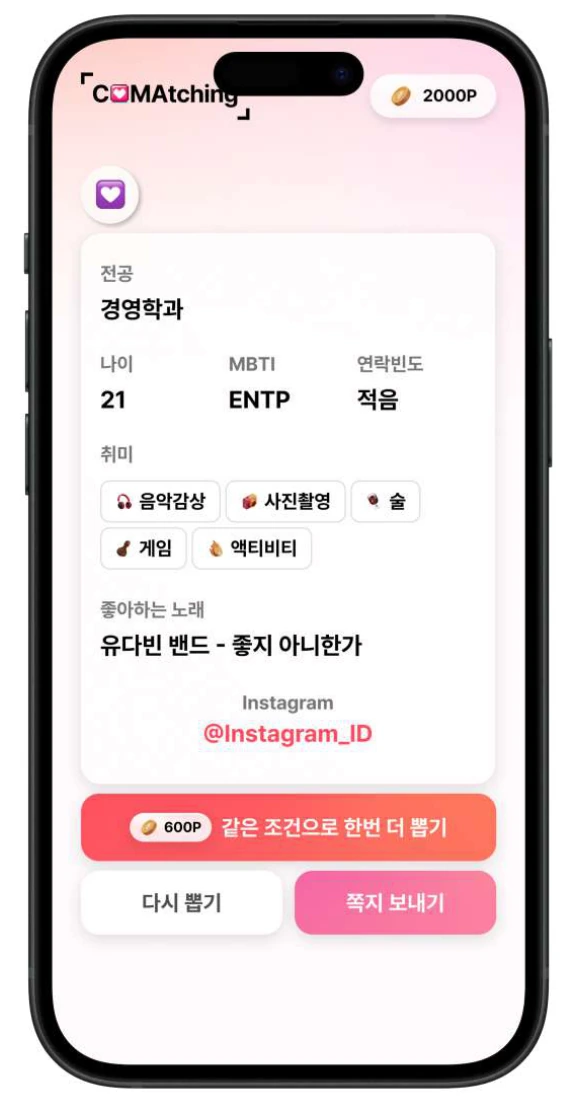 COMAtching
2000P
전공
경영학과
나이 MBTI 연락빈도
21 ENTP 적음
취미
음악감상 사진촬영 술
게임 액티비티
좋아하는 노래
유다빈 밴드 - 좋지 아니한가
Instagram
@Instagram_ID
600P 같은 조건으로 한번 더 뽑기
다시 뽑기 쪽지 보내기